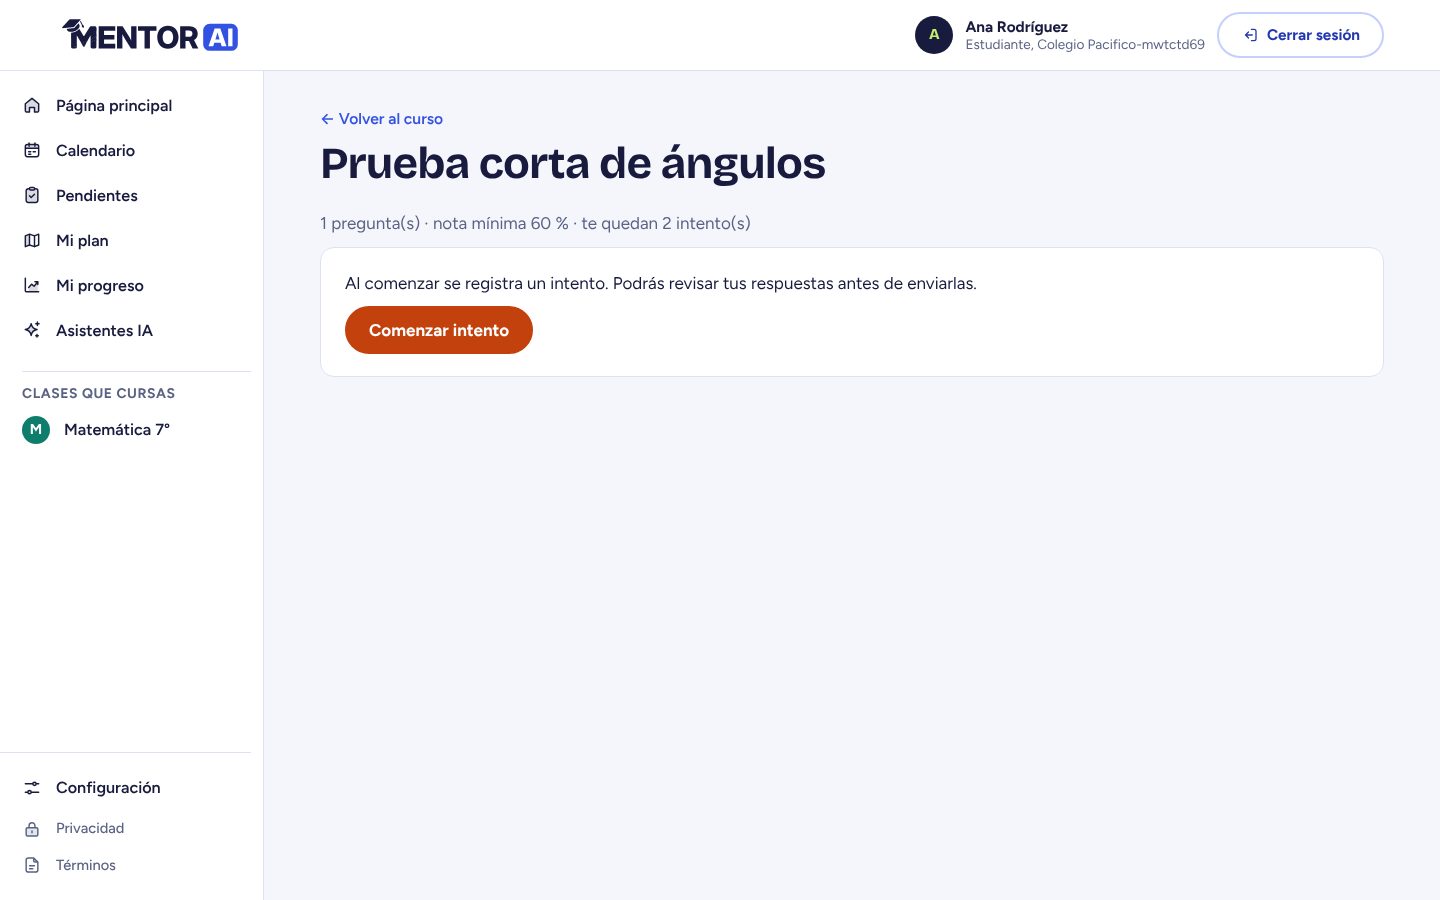 MENTOR AI
A
Ana Rodríguez
Estudiante, Colegio Pacifico-mwtctd69
Cerrar sesión
Página principal
Calendario
Pendientes
Mi plan
Mi progreso
Asistentes IA
CLASES QUE CURSAS
M
Matemática 7°
Configuración
Privacidad
Términos
← Volver al curso
Prueba corta de ángulos
1 pregunta(s) · nota mínima 60 % · te quedan 2 intento(s)
Al comenzar se registra un intento. Podrás revisar tus respuestas antes de enviarlas.
Comenzar intento